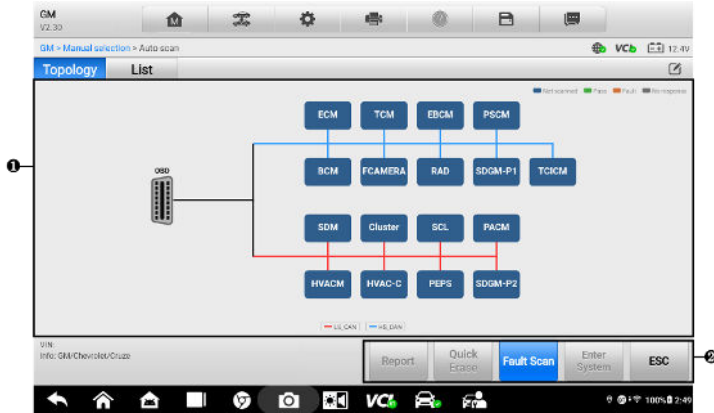 GM
V2.30
GM > Manual selection > Auto scan
VCI 12.4V
Topology List
Not scanned Pass Fault No response
ECM TCM EBCM PSCM
OBD
BCM FCAMERA RAD SDGM-P1 TCICM
❶
SDM Cluster SCL PACM
HVACM HVAC-C PEPS SDGM-P2
LS_CAN HS_CAN
VIN:
Info: GM/Chevrolet/Cruze
Report Quick Erase Fault Scan Enter System ESC
❷
VCI
100% 2:49